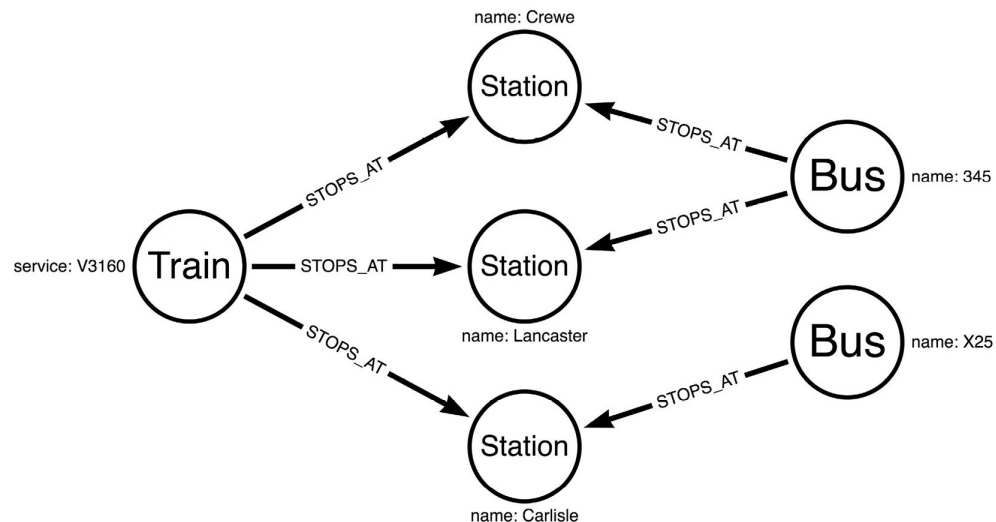 name: Crewe
Station
STOPS_AT
STOPS_AT
Bus
name: 345
STOPS_AT
service: V3160
Train
STOPS_AT
Station
name: Lancaster
Bus
name: X25
STOPS_AT
STOPS_AT
Station
name: Carlisle